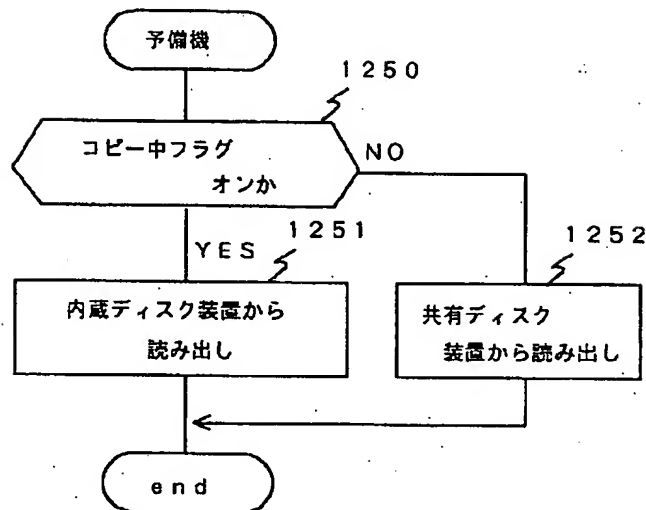 予備機
1250
コピー中フラグ
オンか
NO
YES
1251
1252
内蔵ディスク装置から
読み出し
共有ディスク
装置から読み出し
end